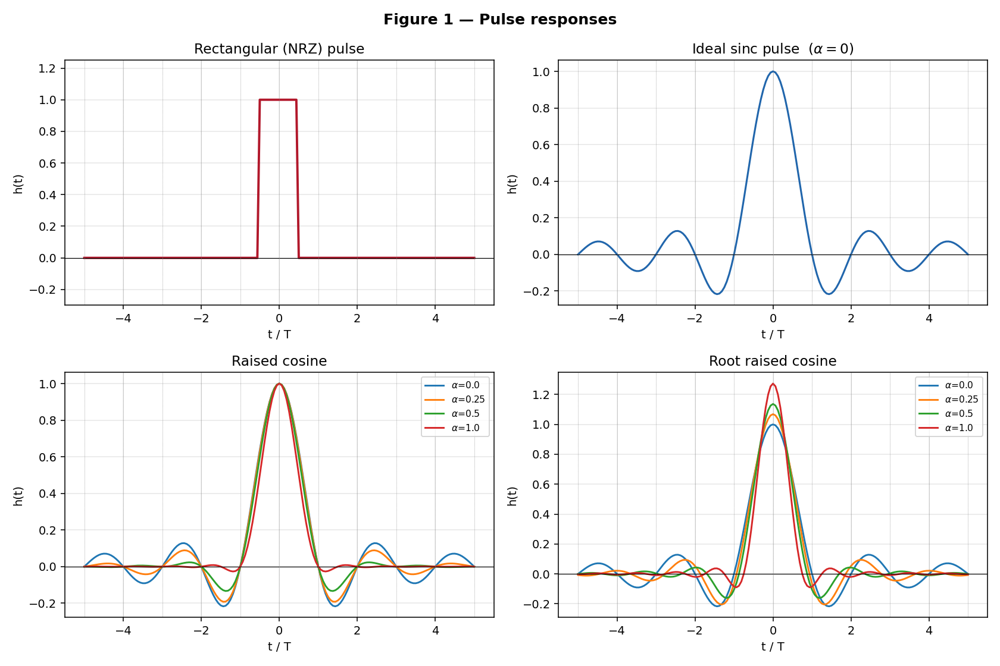 Figure 1 — Pulse responses
Rectangular (NRZ) pulse
1.2
1.0
0.8
0.6
0.4
0.2
0.0
−0.2
h(t)
−4 −2 0 2 4
t / T
Ideal sinc pulse (α = 0)
1.0
0.8
0.6
0.4
0.2
0.0
−0.2
h(t)
−4 −2 0 2 4
t / T
Raised cosine
1.0
0.8
0.6
0.4
0.2
0.0
−0.2
h(t)
α=0.0
α=0.25
α=0.5
α=1.0
−4 −2 0 2 4
t / T
Root raised cosine
1.2
1.0
0.8
0.6
0.4
0.2
0.0
−0.2
h(t)
α=0.0
α=0.25
α=0.5
α=1.0
−4 −2 0 2 4
t / T